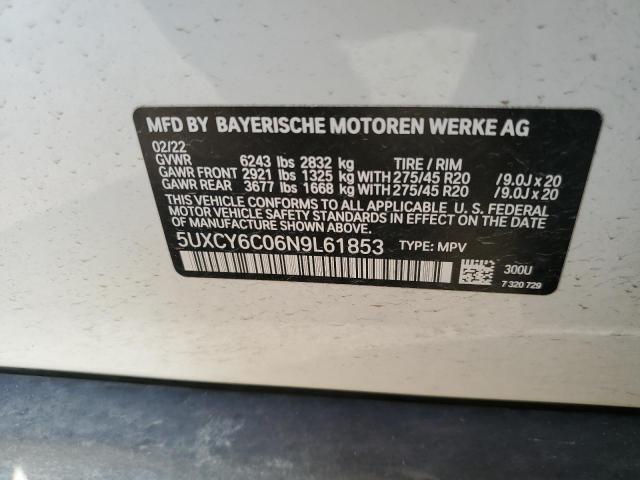 MFD BY BAYERISCHE MOTOREN WERKE AG
02/22
GVWR 6243 lbs 2832 kg TIRE / RIM
GAWR FRONT 2921 lbs 1325 kg WITH 275/45 R20 /9.0J x 20
GAWR REAR 3677 lbs 1668 kg WITH 275/45 R20 /9.0J x 20
THIS VEHICLE CONFORMS TO ALL APPLICABLE, U. S. FEDERAL
MOTOR VEHICLE SAFETY STANDARDS IN EFFECT ON THE DATE
OF MANUFACTURE SHOWN ABOVE.
5UXCY6C06N9L61853 TYPE: MPV
300U
7 320 729